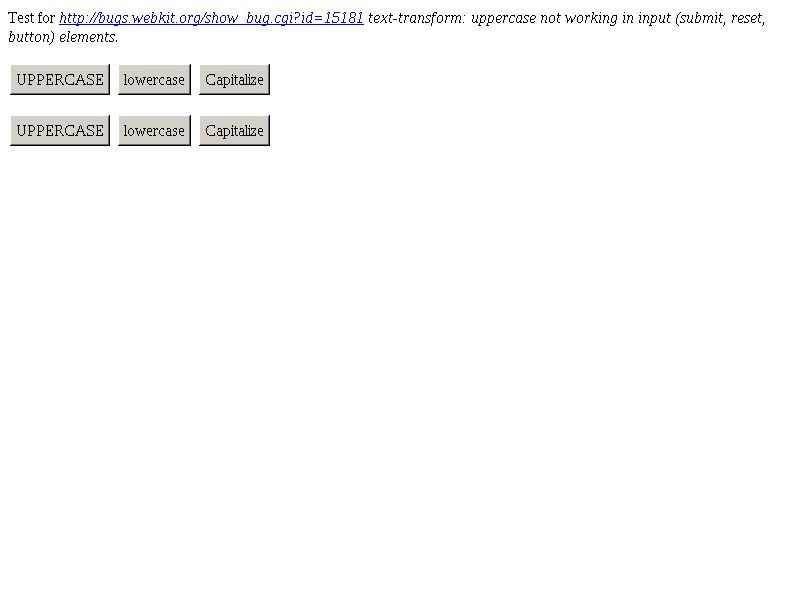 Test for http://bugs.webkit.org/show_bug.cgi?id=15181 text-transform: uppercase not working in input (submit, reset,
button) elements.
UPPERCASE lowercase Capitalize
UPPERCASE lowercase Capitalize